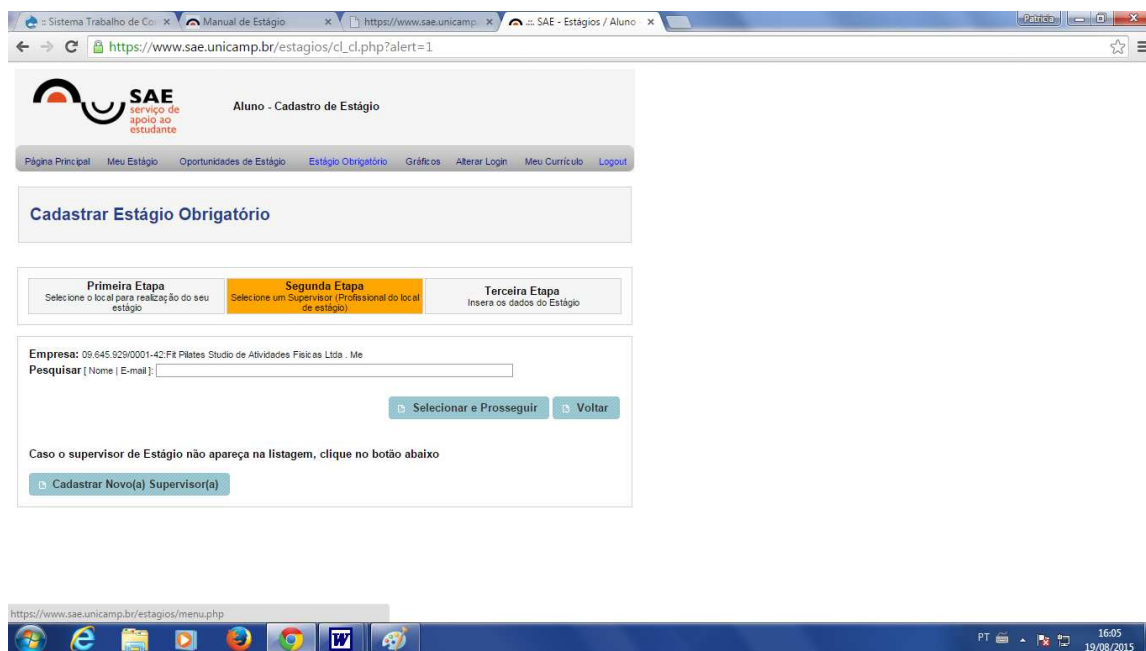 :: Sistema Trabalho de Co
Manual de Estágio
https://www.sae.unicamp.
.::. SAE - Estágios / Aluno
Patricia
https://www.sae.unicamp.br/estagios/cl_cl.php?alert=1
SAE
serviço de
apoio ao
estudante
Aluno - Cadastro de Estágio
Página Principal Meu Estágio Oportunidades de Estágio Estágio Obrigatório Gráficos Alterar Login Meu Currículo Logout
Cadastrar Estágio Obrigatório
Primeira Etapa
Selecione o local para realização do seu
estágio
Segunda Etapa
Selecione um Supervisor (Profissional do local
de estágio)
Terceira Etapa
Insera os dados do Estágio
Empresa: 09.645.929/0001-42:Fit Pilates Studio de Atividades Fisicas Ltda . Me
Pesquisar [ Nome | E-mail ]:
Selecionar e Prosseguir Voltar
Caso o supervisor de Estágio não apareça na listagem, clique no botão abaixo
Cadastrar Novo(a) Supervisor(a)
https://www.sae.unicamp.br/estagios/menu.php
W
PT
16:05
19/08/2015